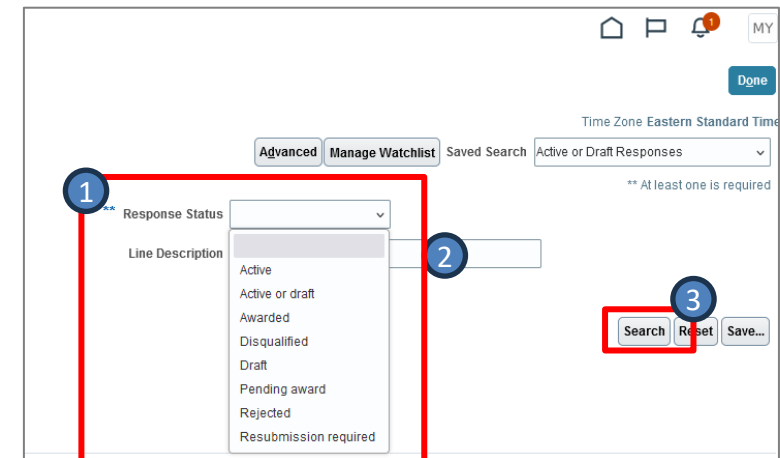 1
MY
Done
Time Zone Eastern Standard Time
Advanced Manage Watchlist Saved Search Active or Draft Responses
1
** At least one is required
** Response Status
Line Description
2
Active
Active or draft
Awarded
Disqualified
Draft
Pending award
Rejected
Resubmission required
3
Search Reset Save...